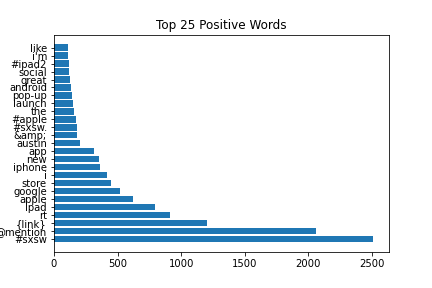 Top 25 Positive Words
like
i'm
#ipad2
social
great
android
pop-up
launch
the
#apple
#sxsw.
&amp;
austin
app
new
iphone
i
store
google
apple
ipad
rt
{link}
@mention
#sxsw
0 500 1000 1500 2000 2500